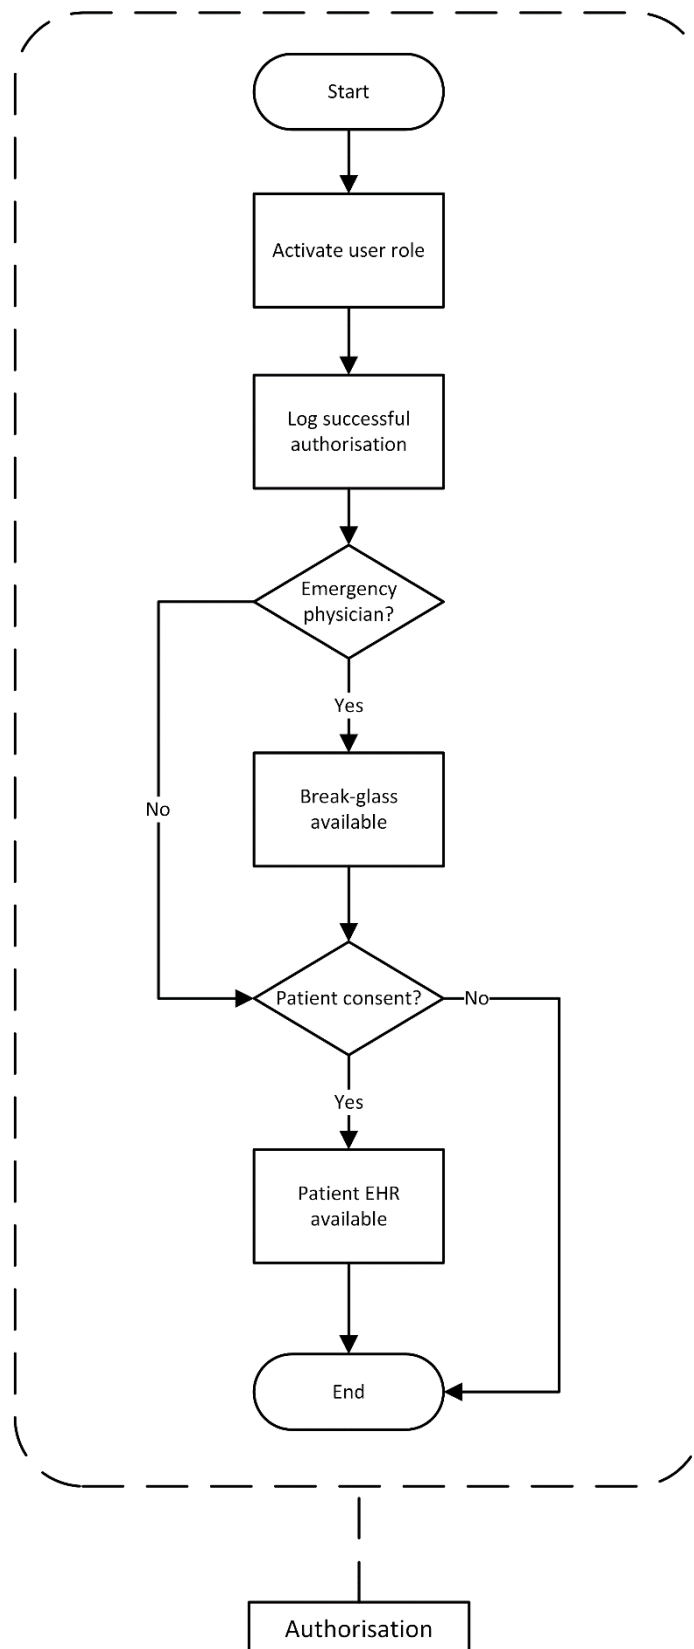 Start
Activate user role
Log successful
authorisation
Emergency
physician?
Yes
Break-glass
available
No
Patient consent?
No
Yes
Patient EHR
available
End
Authorisation